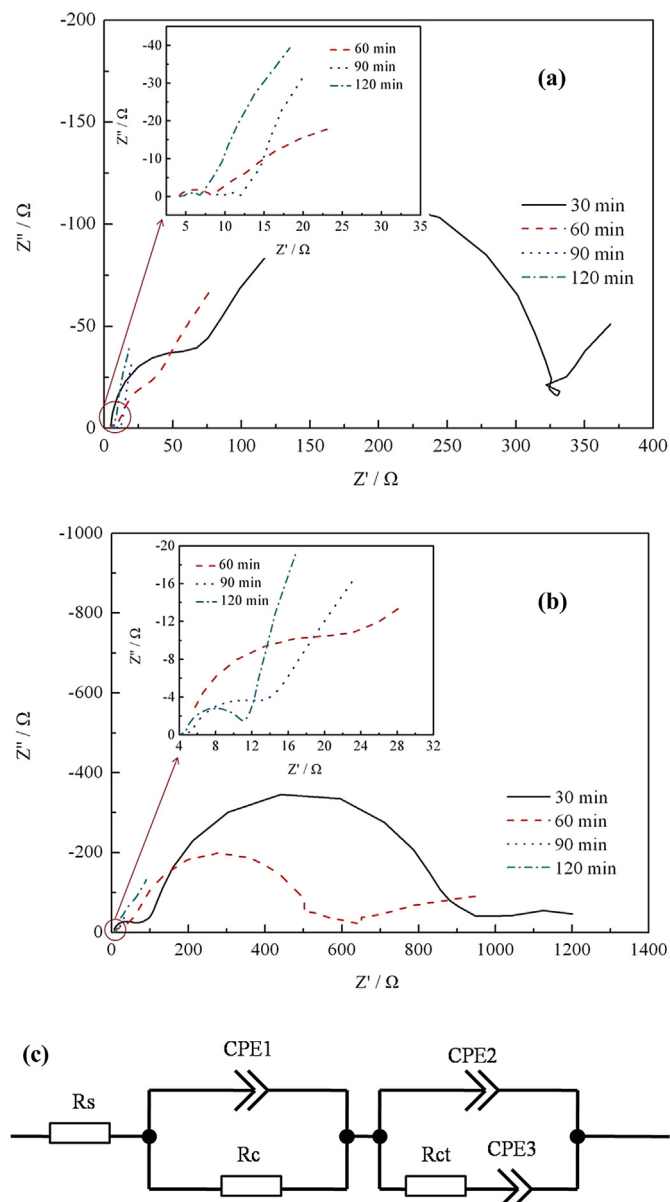 (a)
Z'' / Ω
-200
-150
-100
-50
0
0 50 100 150 200 250 300 350 400
Z' / Ω
30 min
60 min
90 min
120 min
Z'' / Ω
-40
-30
-20
-10
0
5 10 15 20 25 30 35
Z' / Ω
60 min
90 min
120 min
(b)
Z'' / Ω
-1000
-800
-600
-400
-200
0
0 200 400 600 800 1000 1200 1400
Z' / Ω
30 min
60 min
90 min
120 min
Z'' / Ω
-20
-16
-12
-8
-4
0
4 8 12 16 20 24 28 32
Z' / Ω
60 min
90 min
120 min
(c)
CPE1
CPE2
Rs
Rc
Rct
CPE3